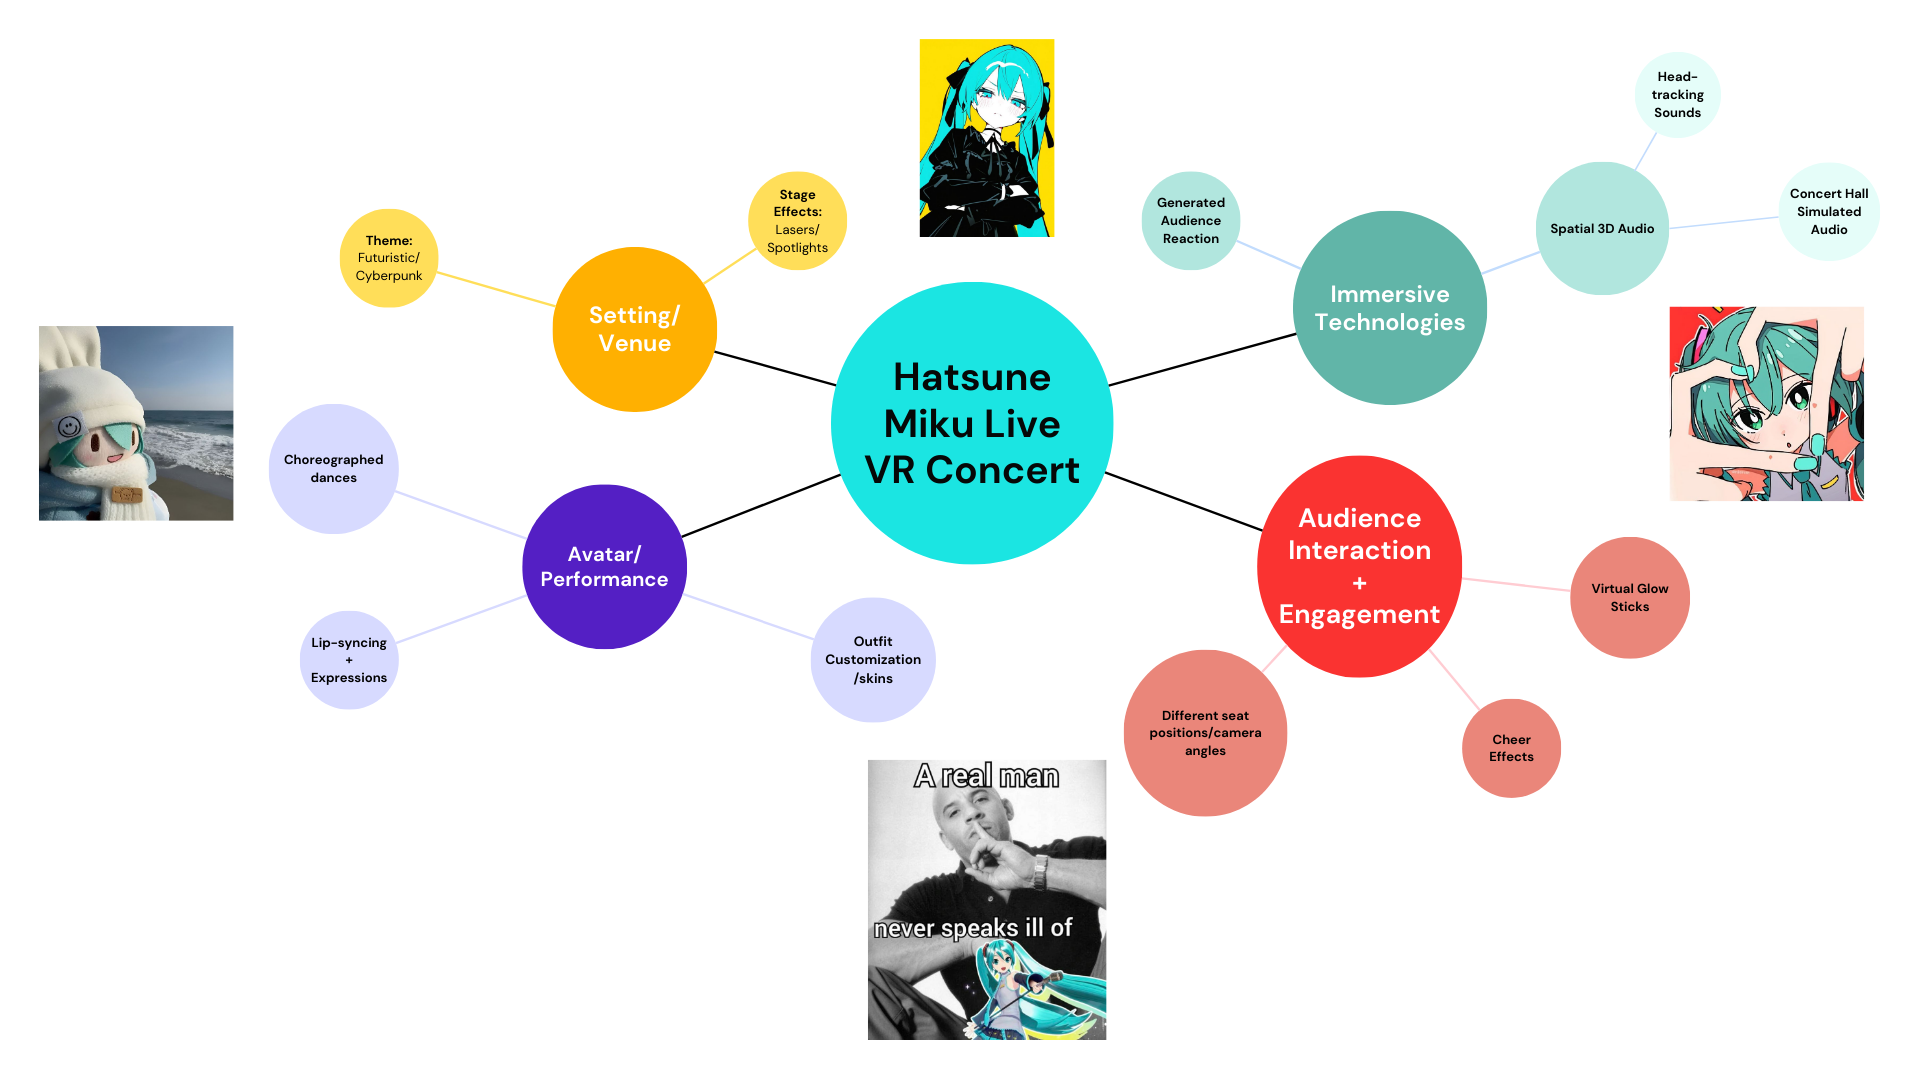 Hatsune
Miku Live
VR Concert
Setting/
Venue
Theme:
Futuristic/
Cyberpunk
Stage
Effects:
Lasers/
Spotlights
Immersive
Technologies
Generated
Audience
Reaction
Spatial 3D Audio
Head-
tracking
Sounds
Concert Hall
Simulated
Audio
Avatar/
Performance
Choreographed
dances
Lip-syncing
+
Expressions
Outfit
Customization
/skins
Audience
Interaction
+
Engagement
Virtual Glow
Sticks
Different seat
positions/camera
angles
Cheer
Effects
A real man
never speaks ill of